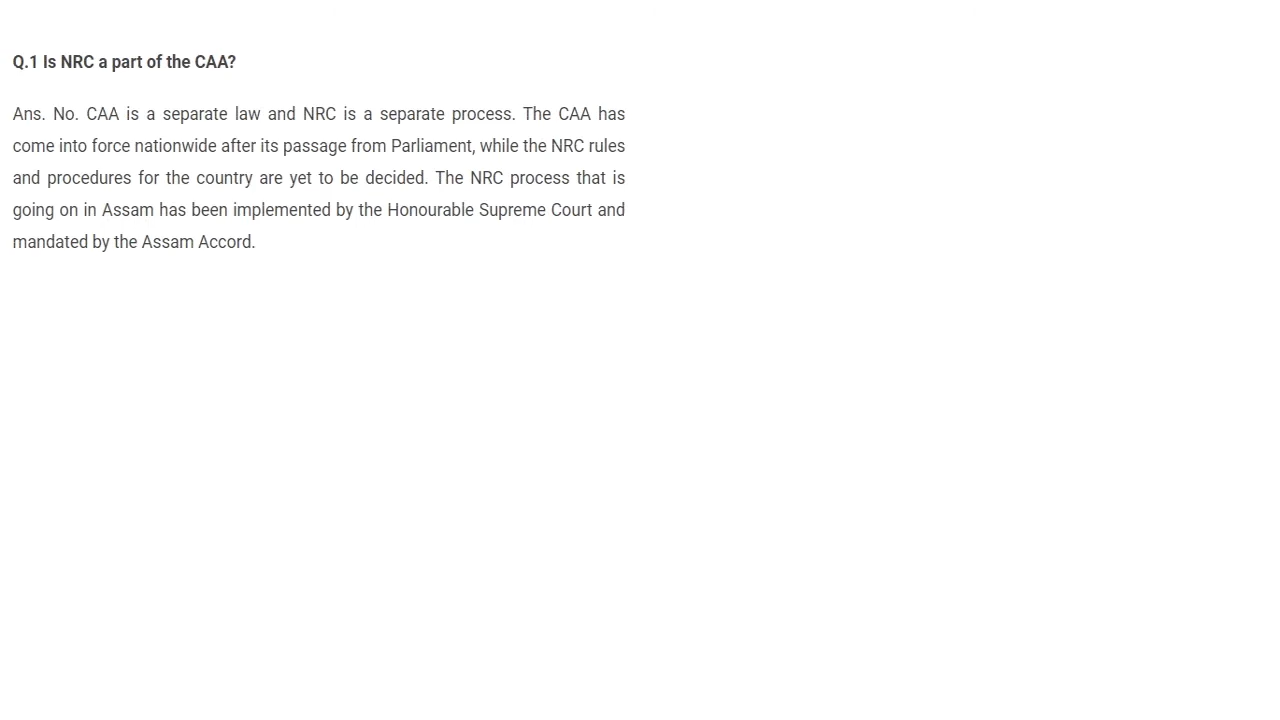 Q.1 Is NRC a part of the CAA?
Ans. No. CAA is a separate law and NRC is a separate process. The CAA has
come into force nationwide after its passage from Parliament, while the NRC rules
and procedures for the country are yet to be decided. The NRC process that is
going on in Assam has been implemented by the Honourable Supreme Court and
mandated by the Assam Accord.